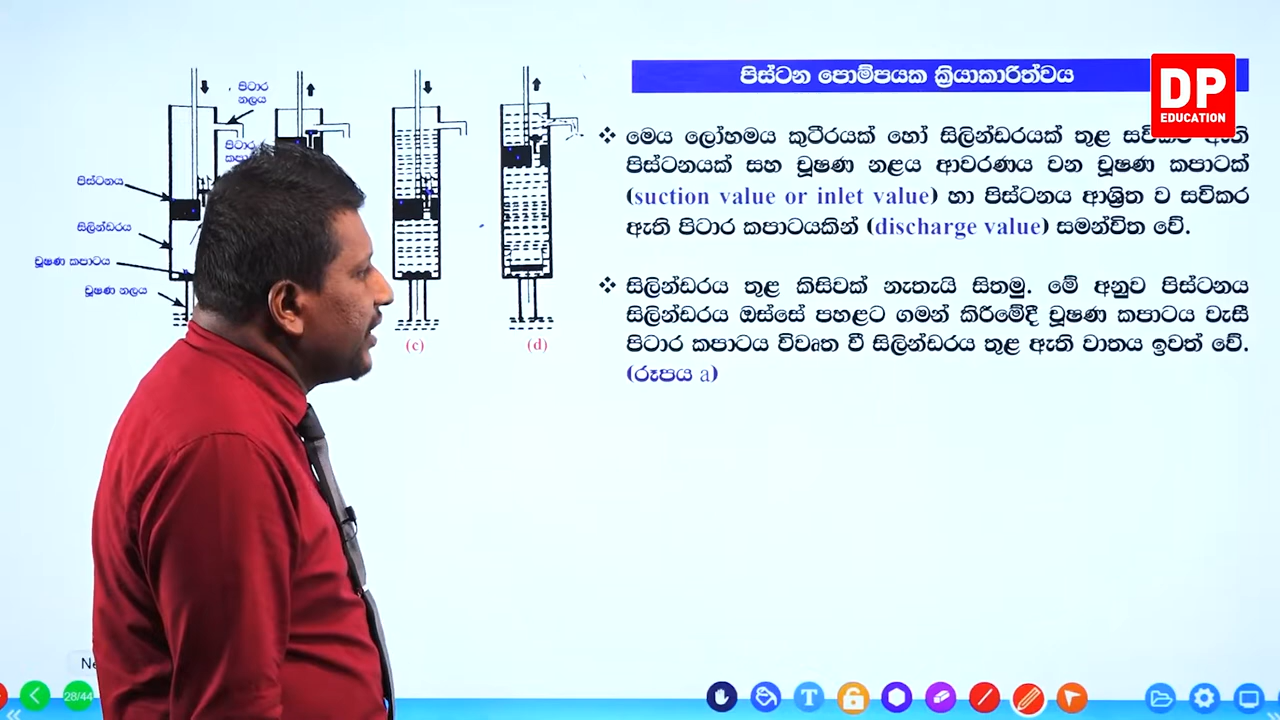 පිස්ටන පොම්පයක ක්‍රියාකාරිත්වය
DP
EDUCATION
❖ මෙය ලෝහමය කුටීරයක් හෝ සිලින්ඩරයක් තුළ
පිස්ටනයක් සහ චූෂණ නළය ආවරණය වන චූෂණ කපාටක්
(suction value or inlet value) හා පිස්ටනය ආශ්‍රිත ව සවිකර
ඇති පිටාර කපාටයකින් (discharge value) සමන්විත වේ.
❖ සිලින්ඩරය තුළ කිසිවක් නැතැයි සිතමු. මේ අනුව පිස්ටනය
සිලින්ඩරය ඔස්සේ පහළට ගමන් කිරීමේදී චූෂණ කපාටය වැසී
පිටාර කපාටය විවෘත වී සිලින්ඩරය තුළ ඇති වාතය ඉවත් වේ.
(රූපය a)
පිටාර
නලය
පිටාර
පිස්ටනය
සිලින්ඩරය
චූෂණ කපාටය
චූෂණ නලය
(c)
(d)
28/44
T